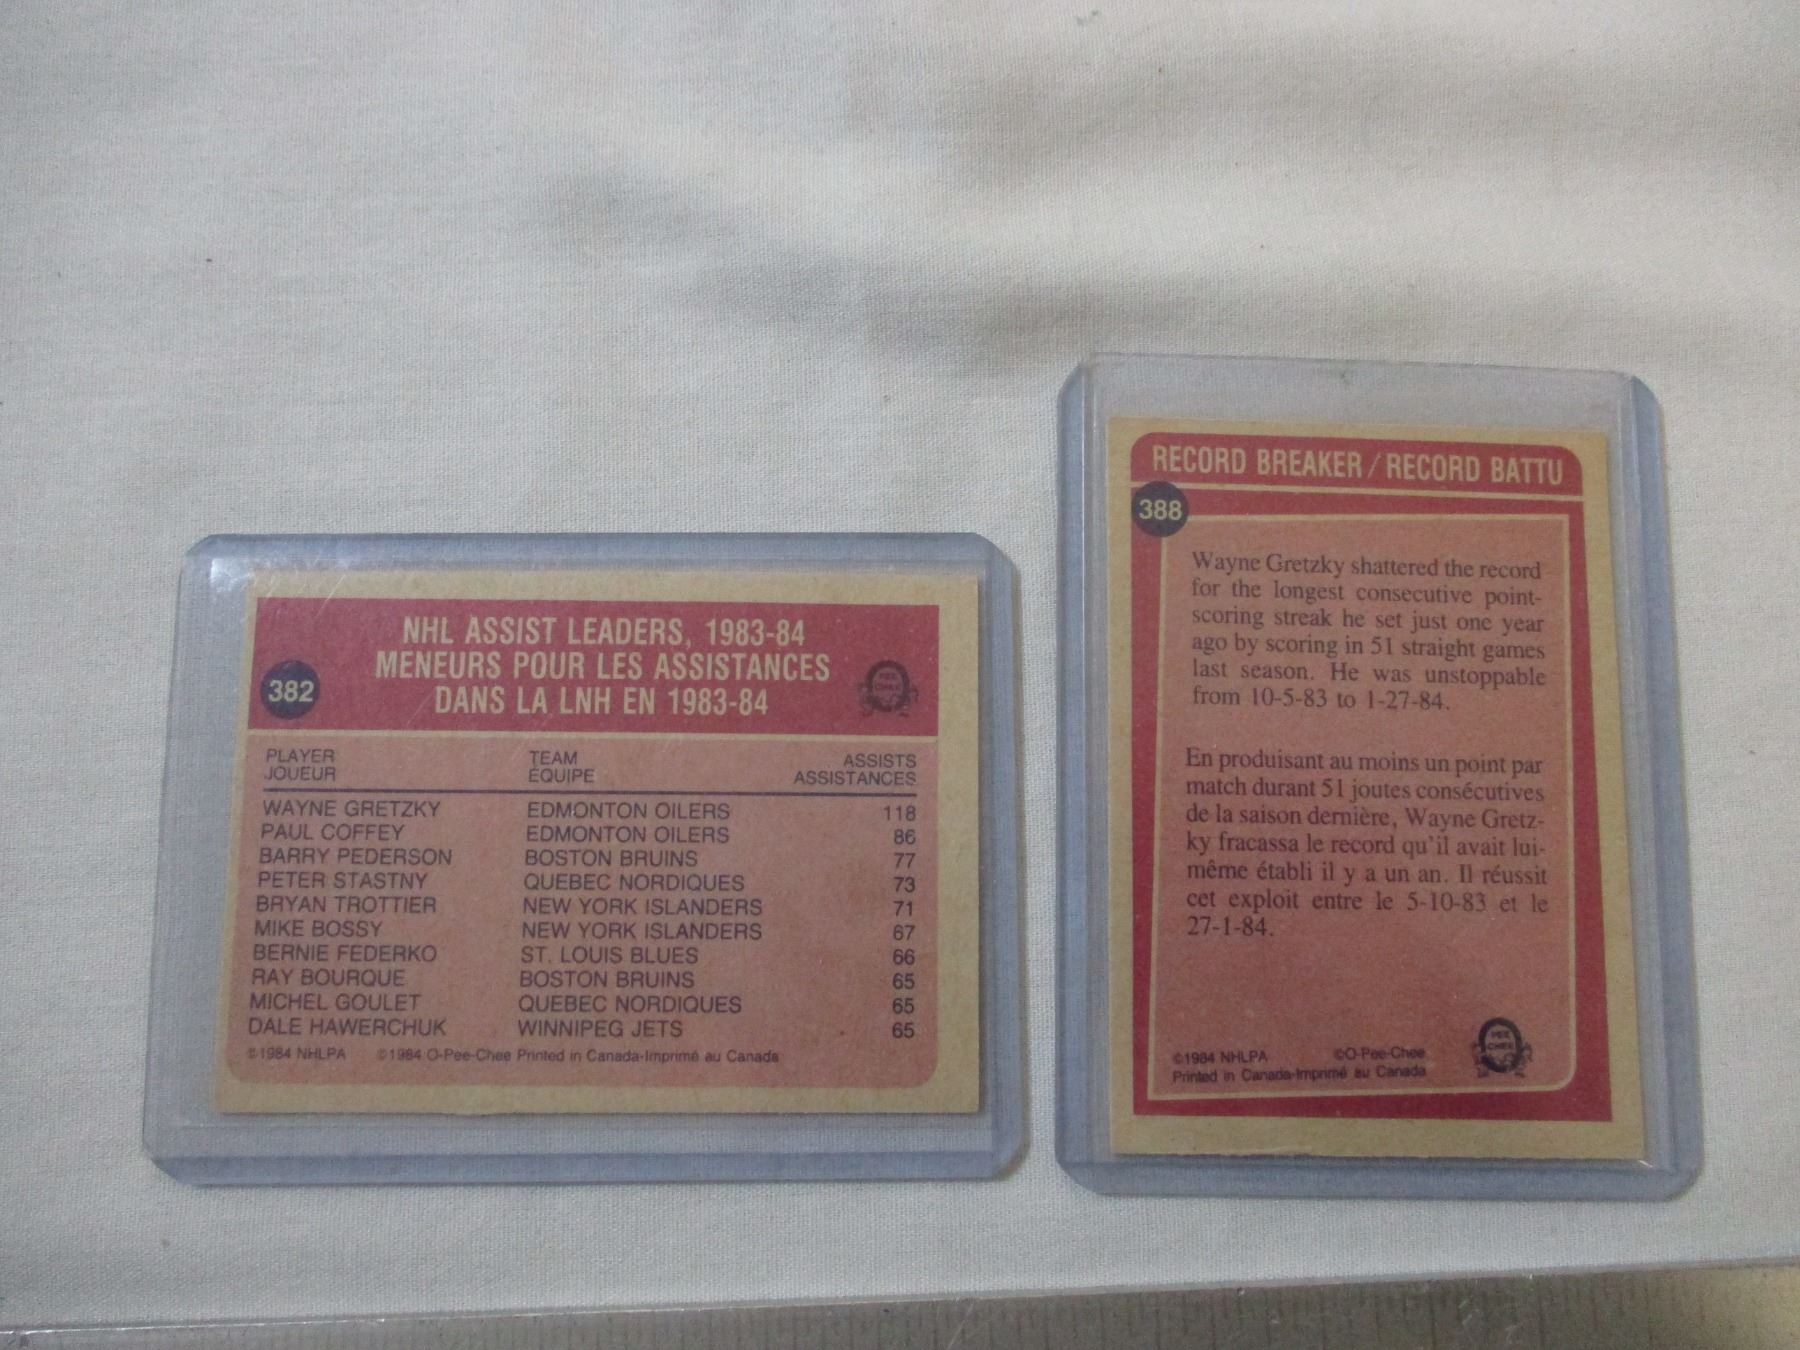 NHL ASSIST LEADERS, 1983-84
MENEURS POUR LES ASSISTANCES
DANS LA LNH EN 1983-84
382
PEE
CHEE
PLAYER TEAM ASSISTS
JOUEUR ÉQUIPE ASSISTANCES
WAYNE GRETZKY EDMONTON OILERS 118
PAUL COFFEY EDMONTON OILERS 86
BARRY PEDERSON BOSTON BRUINS 77
PETER STASTNY QUEBEC NORDIQUES 73
BRYAN TROTTIER NEW YORK ISLANDERS 71
MIKE BOSSY NEW YORK ISLANDERS 67
BERNIE FEDERKO ST. LOUIS BLUES 66
RAY BOURQUE BOSTON BRUINS 65
MICHEL GOULET QUEBEC NORDIQUES 65
DALE HAWERCHUK WINNIPEG JETS 65
©1984 NHLPA ©1984 O-Pee-Chee Printed in Canada-Imprimé au Canada
RECORD BREAKER / RECORD BATTU
388
Wayne Gretzky shattered the record
for the longest consecutive point-
scoring streak he set just one year
ago by scoring in 51 straight games
last season. He was unstoppable
from 10-5-83 to 1-27-84.
En produisant au moins un point par
match durant 51 joutes consécutives
de la saison dernière, Wayne Gretz-
ky fracassa le record qu'il avait lui-
même établi il y a un an. Il réussit
cet exploit entre le 5-10-83 et le
27-1-84.
©1984 NHLPA ©O-Pee-Chee
Printed in Canada-Imprimé au Canada
PEE
CHEE